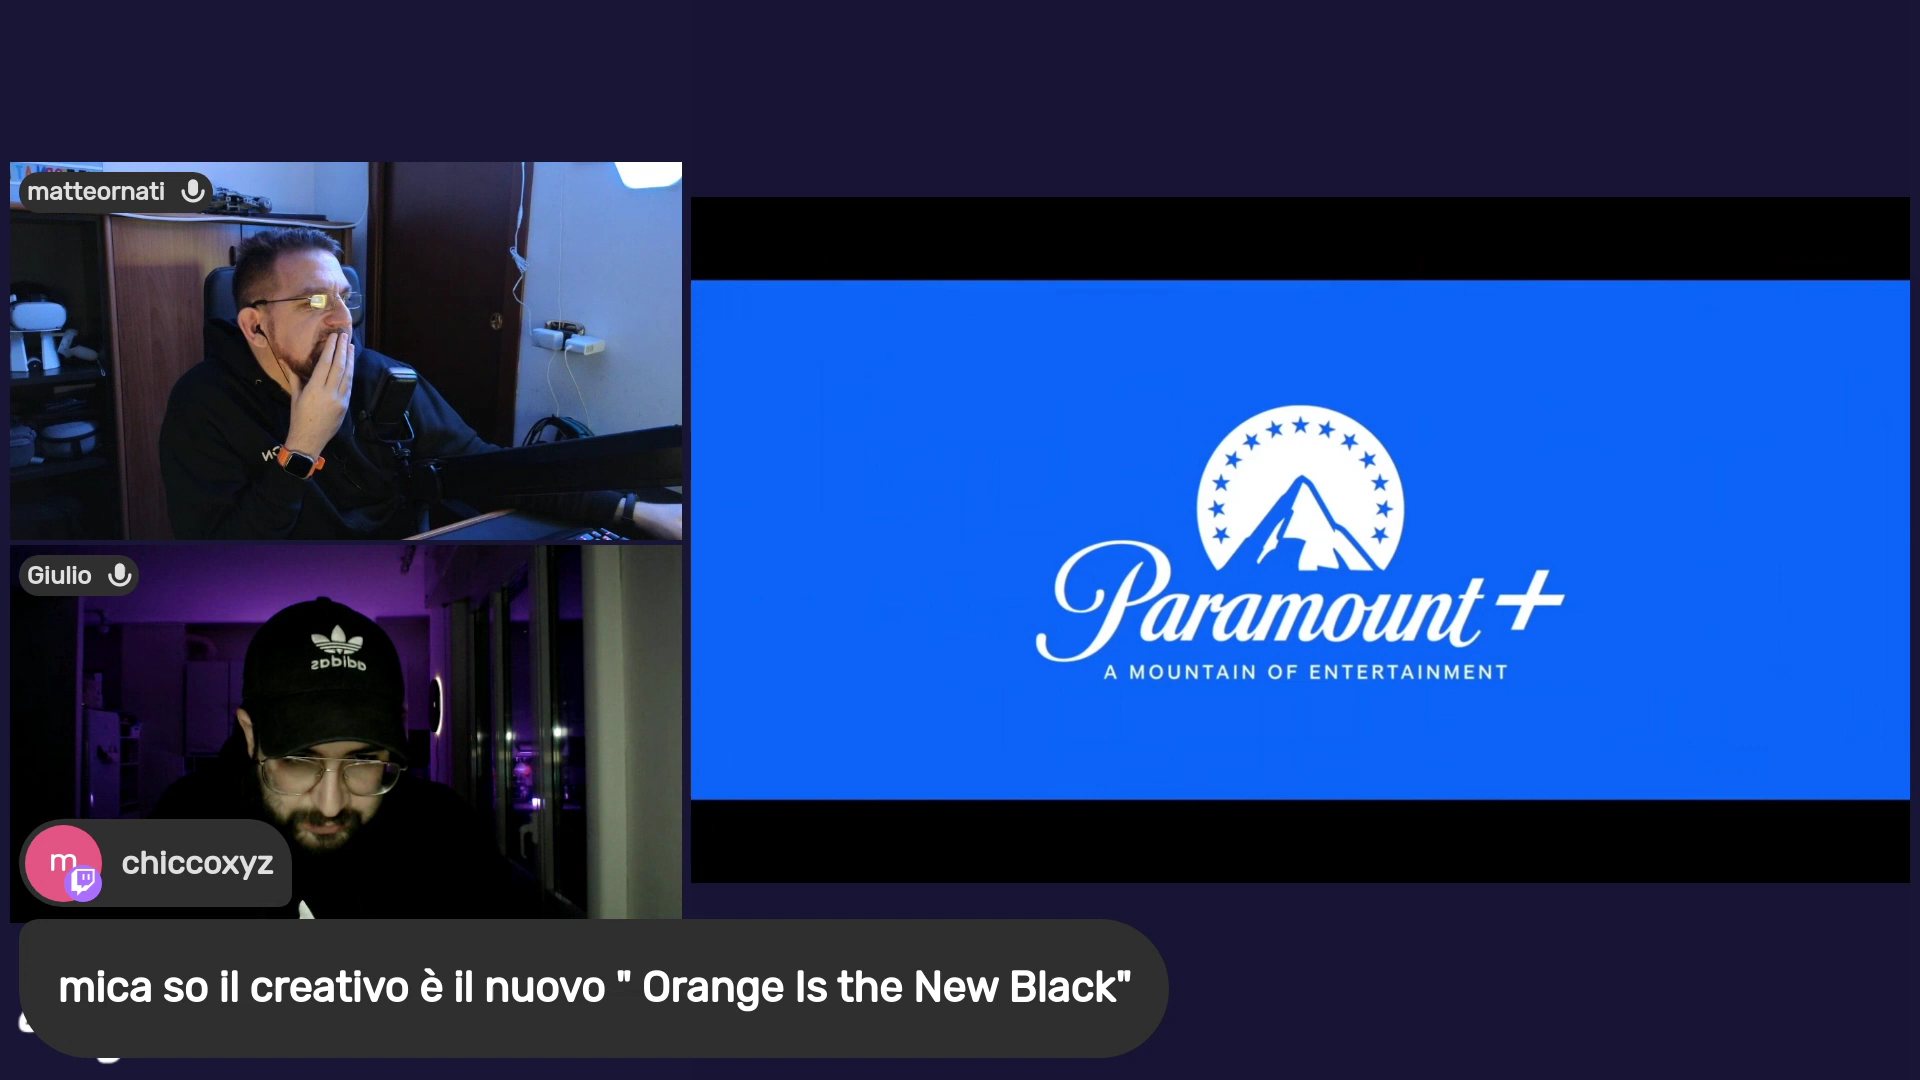 matteornati
Giulio
adidas
m
chiccoxyz
mica so il creativo è il nuovo " Orange Is the New Black"
Paramount+
A MOUNTAIN OF ENTERTAINMENT